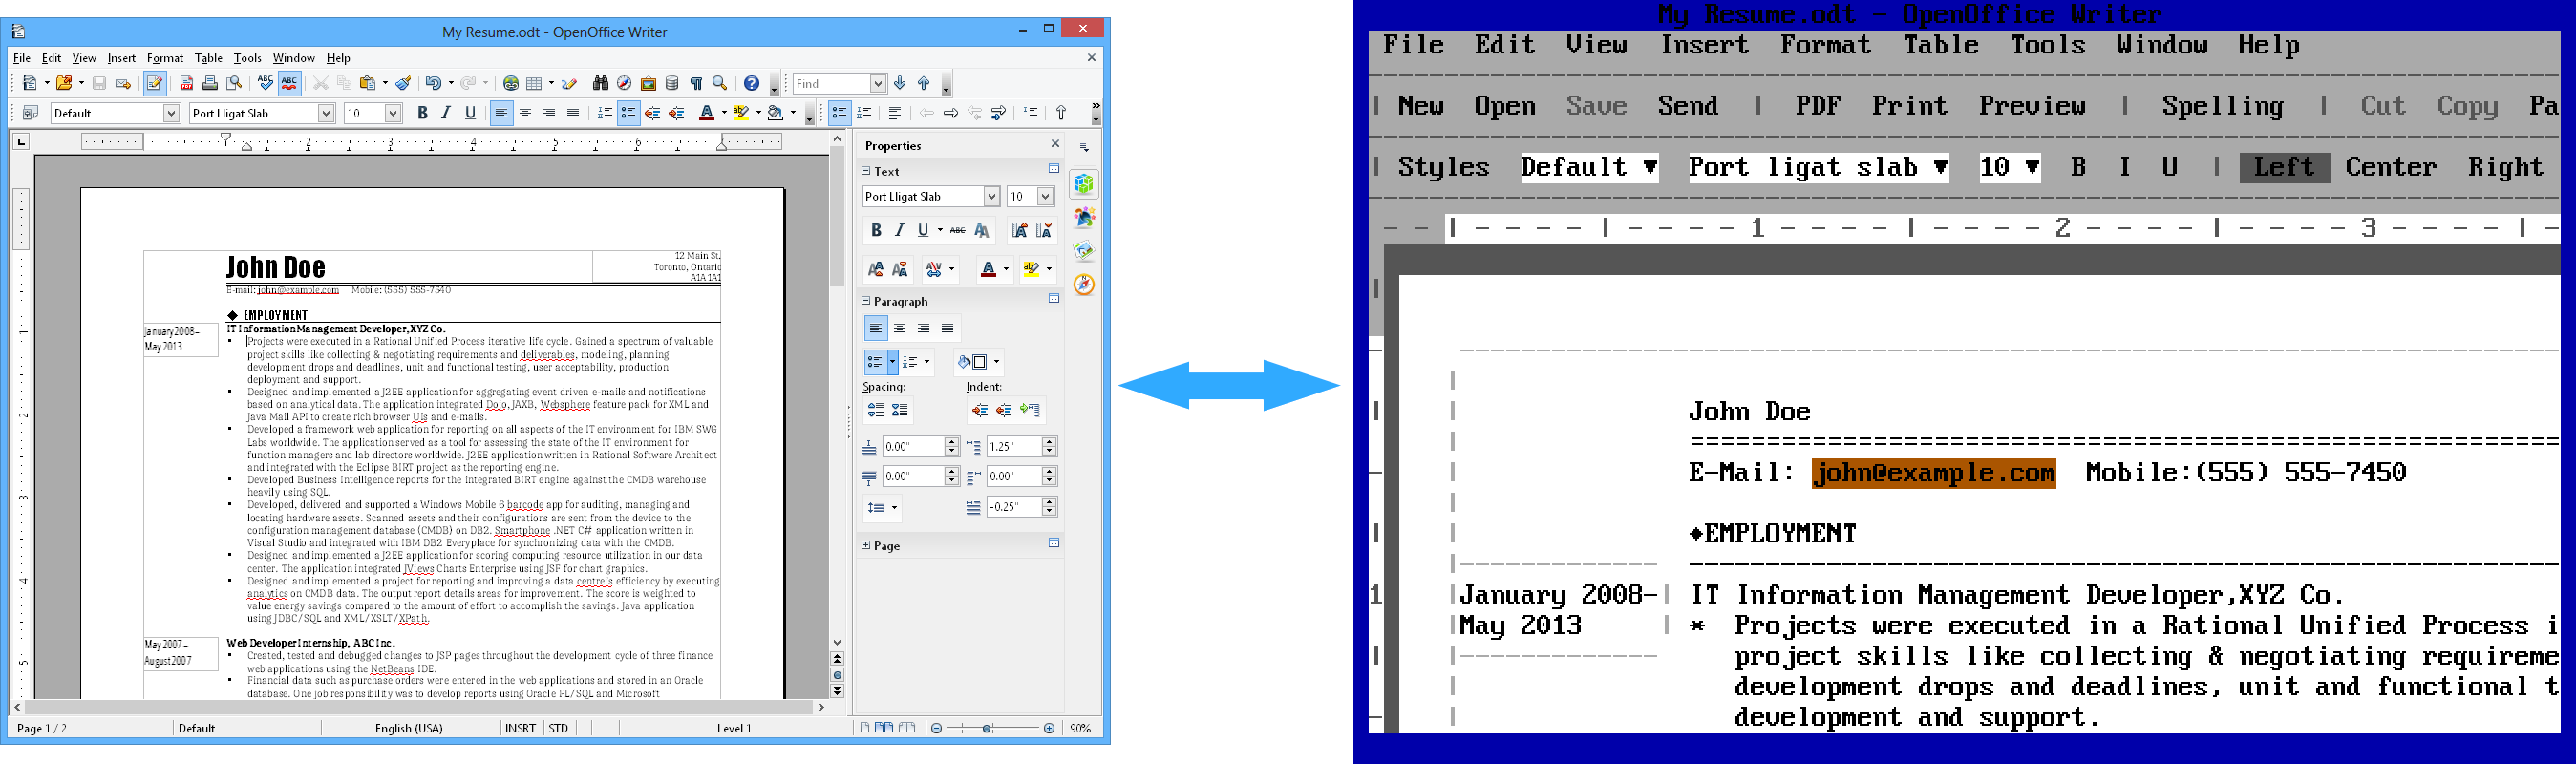 My Resume.odt - OpenOffice Writer
File Edit View Insert Format Table Tools Window Help
Find
Default Port Lligat Slab 10 B I U
2 3 4 5 6 7
John Doe
12 Main St.
Toronto, Ontario
A1A 1A1
E-mail: john@example.com Mobile: (555) 555-7540
◆ EMPLOYMENT
January 2008–
May 2013
IT Information Management Developer, XYZ Co.
▪ Projects were executed in a Rational Unified Process iterative life cycle. Gained a spectrum of valuable
project skills like collecting & negotiating requirements and deliverables, modeling, planning
development drops and deadlines, unit and functional testing, user acceptability, production
deployment and support.
▪ Designed and implemented a J2EE application for aggregating event driven e-mails and notifications
based on analytical data. The application integrated Dojo, JAXB, Websphere feature pack for XML and
Java Mail API to create rich browser UIs and e-mails.
▪ Developed a framework web application for reporting on all aspects of the IT environment for IBM SWG
Labs worldwide. The application served as a tool for assessing the state of the IT environment for
function managers and lab directors worldwide. J2EE application written in Rational Software Architect
and integrated with the Eclipse BIRT project as the reporting engine.
▪ Developed Business Intelligence reports for the integrated BIRT engine against the CMDB warehouse
heavily using SQL.
▪ Developed, delivered and supported a Windows Mobile 6 barcode app for auditing, managing and
locating hardware assets. Scanned assets and their configurations are sent from the device to the
configuration management database (CMDB) on DB2. Smartphone .NET C# application written in
Visual Studio and integrated with IBM DB2 Everyplace for synchronizing data with the CMDB.
▪ Designed and implemented a J2EE application for scoring computing resource utilization in our data
center. The application integrated JViews Charts Enterprise using JSF for chart graphics.
▪ Designed and implemented a project for reporting and improving a data centre's efficiency by executing
analytics on CMDB data. The output report details areas for improvement. The score is weighted to
value energy savings compared to the amount of effort to accomplish the savings. Java application
using JDBC/SQL and XML/XSLT/XPath.
May 2007 –
August 2007
Web Developer Internship, ABC Inc.
▪ Created, tested and debugged changes to JSP pages throughout the development cycle of three finance
web applications using the NetBeans IDE.
▪ Financial data such as purchase orders were entered in the web applications and stored in an Oracle
database. One job responsibility was to develop reports using Oracle PL/SQL and Microsoft
Properties
Text
Port Lligat Slab 10
B I U ABC
Paragraph
Spacing: Indent:
0.00" 1.25"
0.00" 0.00"
-0.25"
Page
Page 1 / 2 Default English (USA) INSRT STD Level 1 90%
My Resume.odt - OpenOffice Writer
File Edit View Insert Format Table Tools Window Help
New Open Save Send | PDF Print Preview | Spelling | Cut Copy Pa
Styles Default ▼ Port ligat slab ▼ 10 ▼ B I U | Left Center Right
1 2 3
John Doe
E-Mail: john@example.com Mobile:(555) 555-7450
◆EMPLOYMENT
January 2008-
May 2013
IT Information Management Developer,XYZ Co.
* Projects were executed in a Rational Unified Process i
project skills like collecting & negotiating requireme
development drops and deadlines, unit and functional t
development and support.